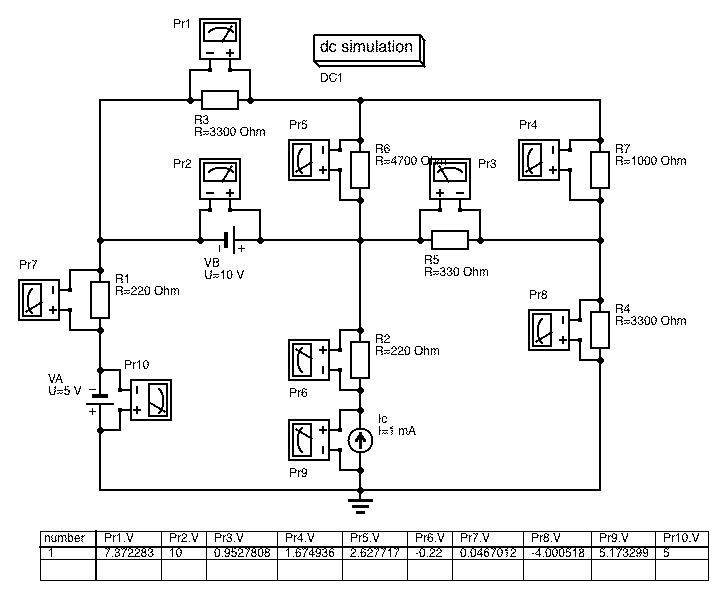 Pr1
dc simulation
DC1
R3
R=3300 Ohm
Pr5
Pr4
R6
R=4700 Ohm
R7
R=1000 Ohm
Pr2
Pr3
VB
U=10 V
R5
R=330 Ohm
Pr7
R1
R=220 Ohm
Pr8
R4
R=3300 Ohm
R2
R=220 Ohm
Pr10
VA
U=5 V
Pr6
Ic
I=1 mA
Pr9
number Pr1.V Pr2.V Pr3.V Pr4.V Pr5.V Pr6.V Pr7.V Pr8.V Pr9.V Pr10.V
1 7.372283 10 0.9527808 1.674936 2.627717 -0.22 0.0467012 -4.000518 5.173299 5